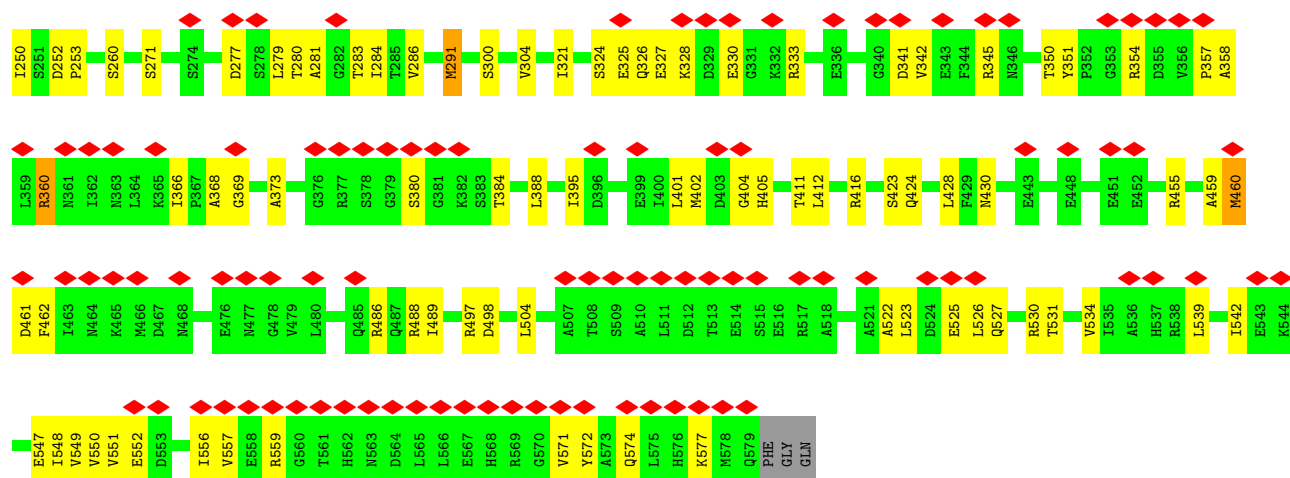 I250 S251 D252 P253 S260 S271 S274 D277 S278 L279 T280 A281 G282 T283 I284 T285 V286 M291 S300 V304 I321 S324 E325 Q326 E327 K328 D329 E330 G331 K332 R333 E336 G340 D341 V342 E343 F344 R345 N346 T350 Y351 P352 G353 R354 D355 V356 P357 A358
L359 R360 N361 I362 N363 L364 K365 I366 P367 A368 G369 A373 G376 R377 S378 G379 S380 G381 K382 S383 T384 L388 I395 D396 E399 I400 L401 M402 D403 G404 H405 T411 L412 R416 S423 Q424 L428 F429 N430 E443 E448 E451 E452 R455 A459 M460
D461 F462 I463 N464 K465 M466 D467 N468 E476 N477 G478 V479 L480 Q485 R486 Q487 R488 I489 R497 D498 L504 A507 T508 S509 A510 L511 D512 T513 E514 S515 E516 R517 A518 A521 A522 L523 D524 E525 L526 Q527 R530 T531 V534 I535 A536 H537 R538 L539 I542 E543 K544
E547 I548 V549 V550 V551 E552 D553 I556 V557 E558 R559 G560 T561 H562 N563 D564 L565 L566 E567 H568 R569 G570 V571 Y572 A573 Q574 L575 H576 K577 M578 Q579 PHE GLY GLN